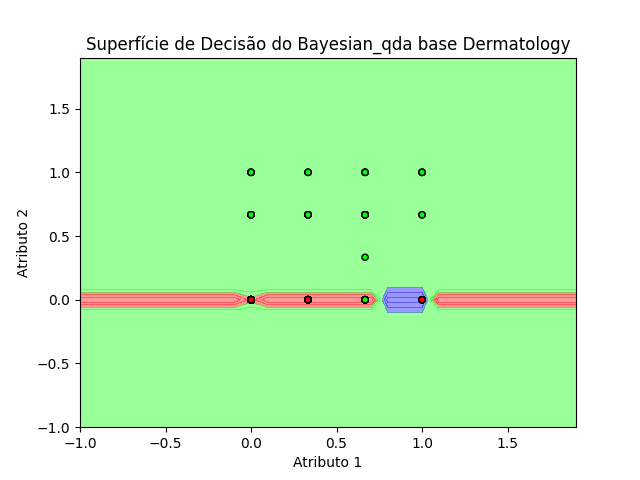 Superfície de Decisão do Bayesian_qda base Dermatology
1.5
1.0
0.5
0.0
−0.5
−1.0
−1.0 −0.5 0.0 0.5 1.0 1.5
Atributo 2
Atributo 1